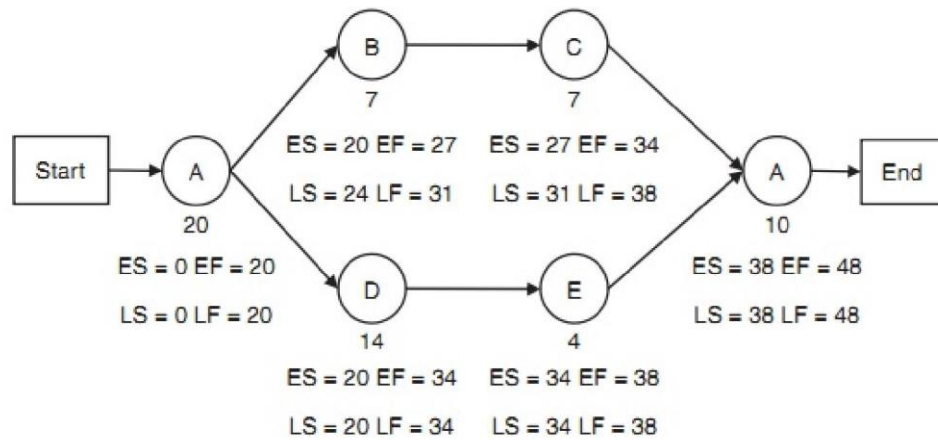 B
C
7
7
ES = 20 EF = 27
ES = 27 EF = 34
Start
A
A
End
LS = 24 LF = 31
LS = 31 LF = 38
20
10
ES = 0 EF = 20
ES = 38 EF = 48
LS = 0 LF = 20
LS = 38 LF = 48
D
E
14
4
ES = 20 EF = 34
ES = 34 EF = 38
LS = 20 LF = 34
LS = 34 LF = 38